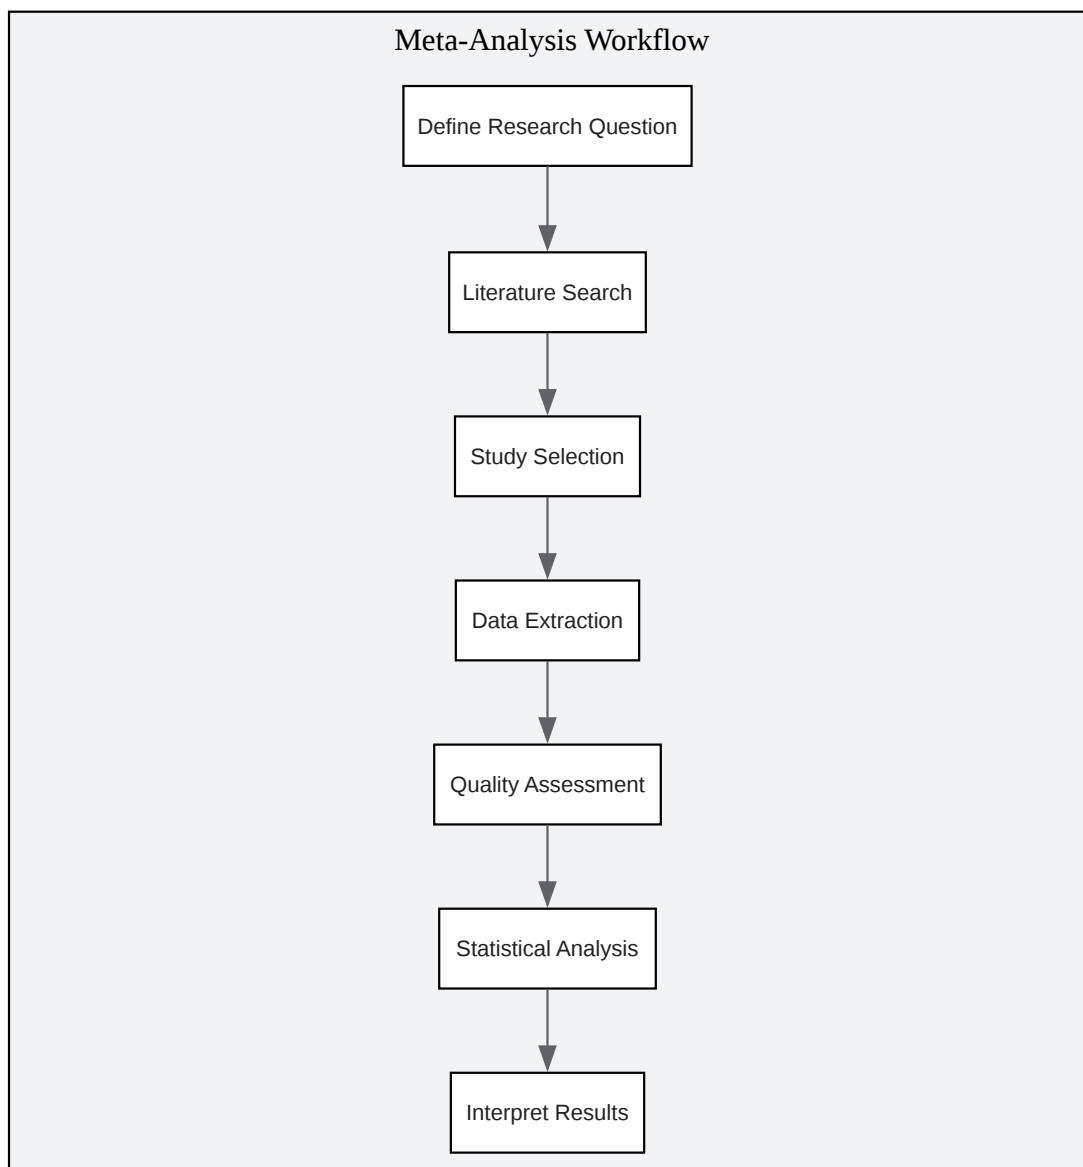 Meta-Analysis Workflow
Define Research Question
Literature Search
Study Selection
Data Extraction
Quality Assessment
Statistical Analysis
Interpret Results